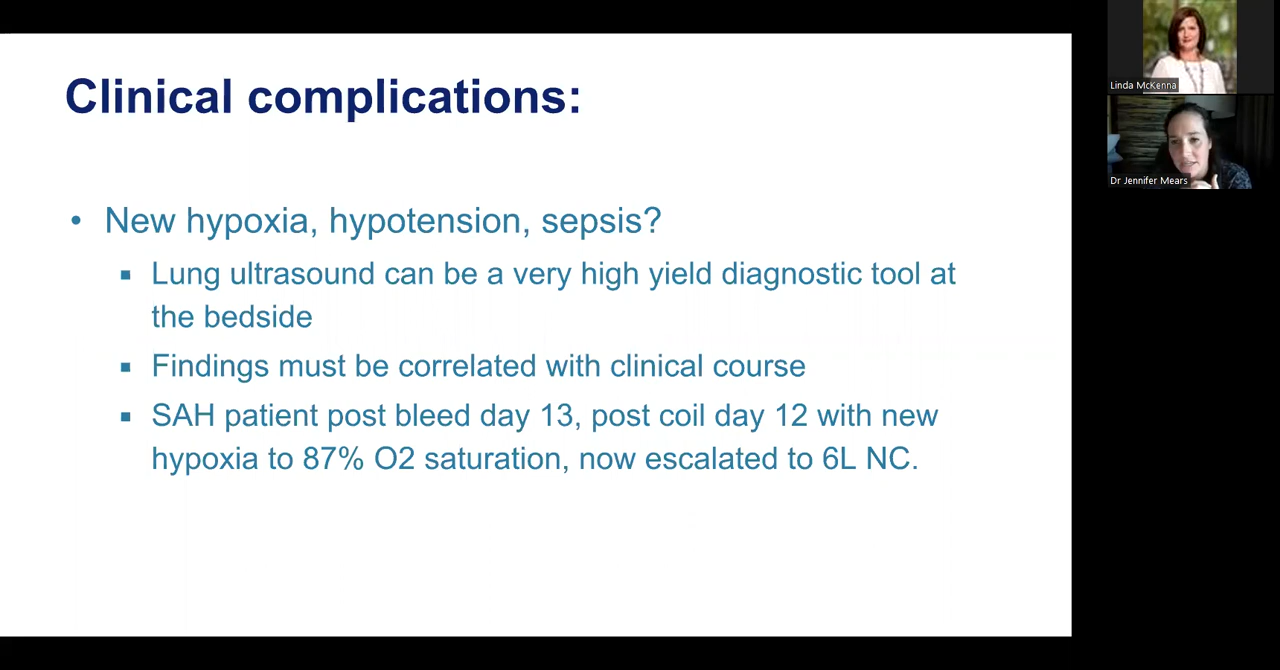 Clinical complications:
• New hypoxia, hypotension, sepsis?
▪ Lung ultrasound can be a very high yield diagnostic tool at
the bedside
▪ Findings must be correlated with clinical course
▪ SAH patient post bleed day 13, post coil day 12 with new
hypoxia to 87% O2 saturation, now escalated to 6L NC.
Linda McKenna
Dr Jennifer Mears